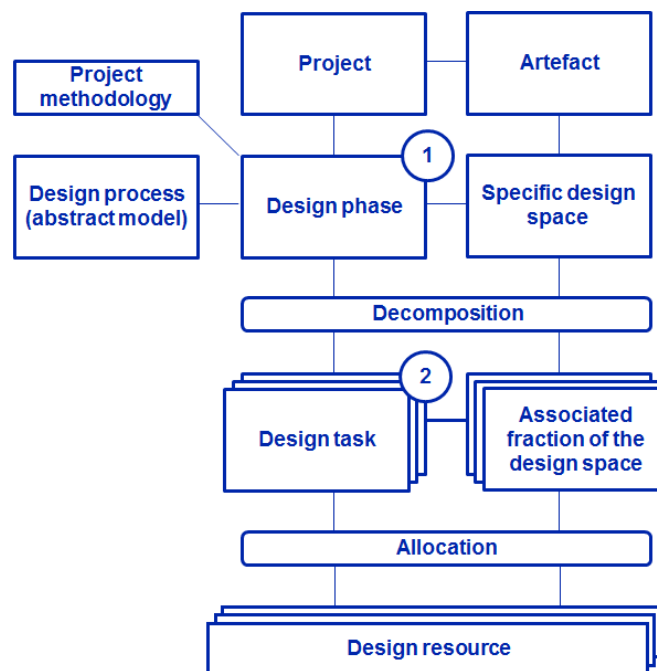 Project
Artefact
Project
methodology
1
Design process
(abstract model)
Design phase
Specific design
space
Decomposition
2
Design task
Associated
fraction of the
design space
Allocation
Design resource